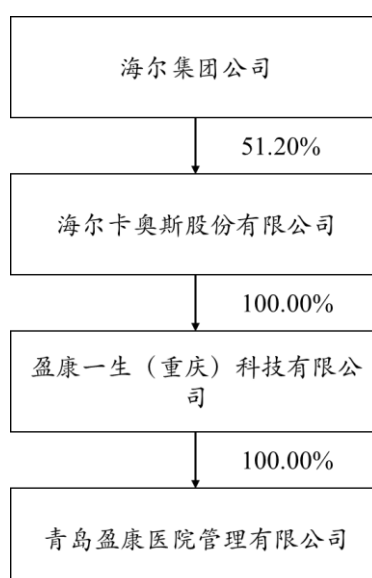 海尔集团公司
51.20%
海尔卡奥斯股份有限公司
100.00%
盈康一生（重庆）科技有限公
司
100.00%
青岛盈康医院管理有限公司